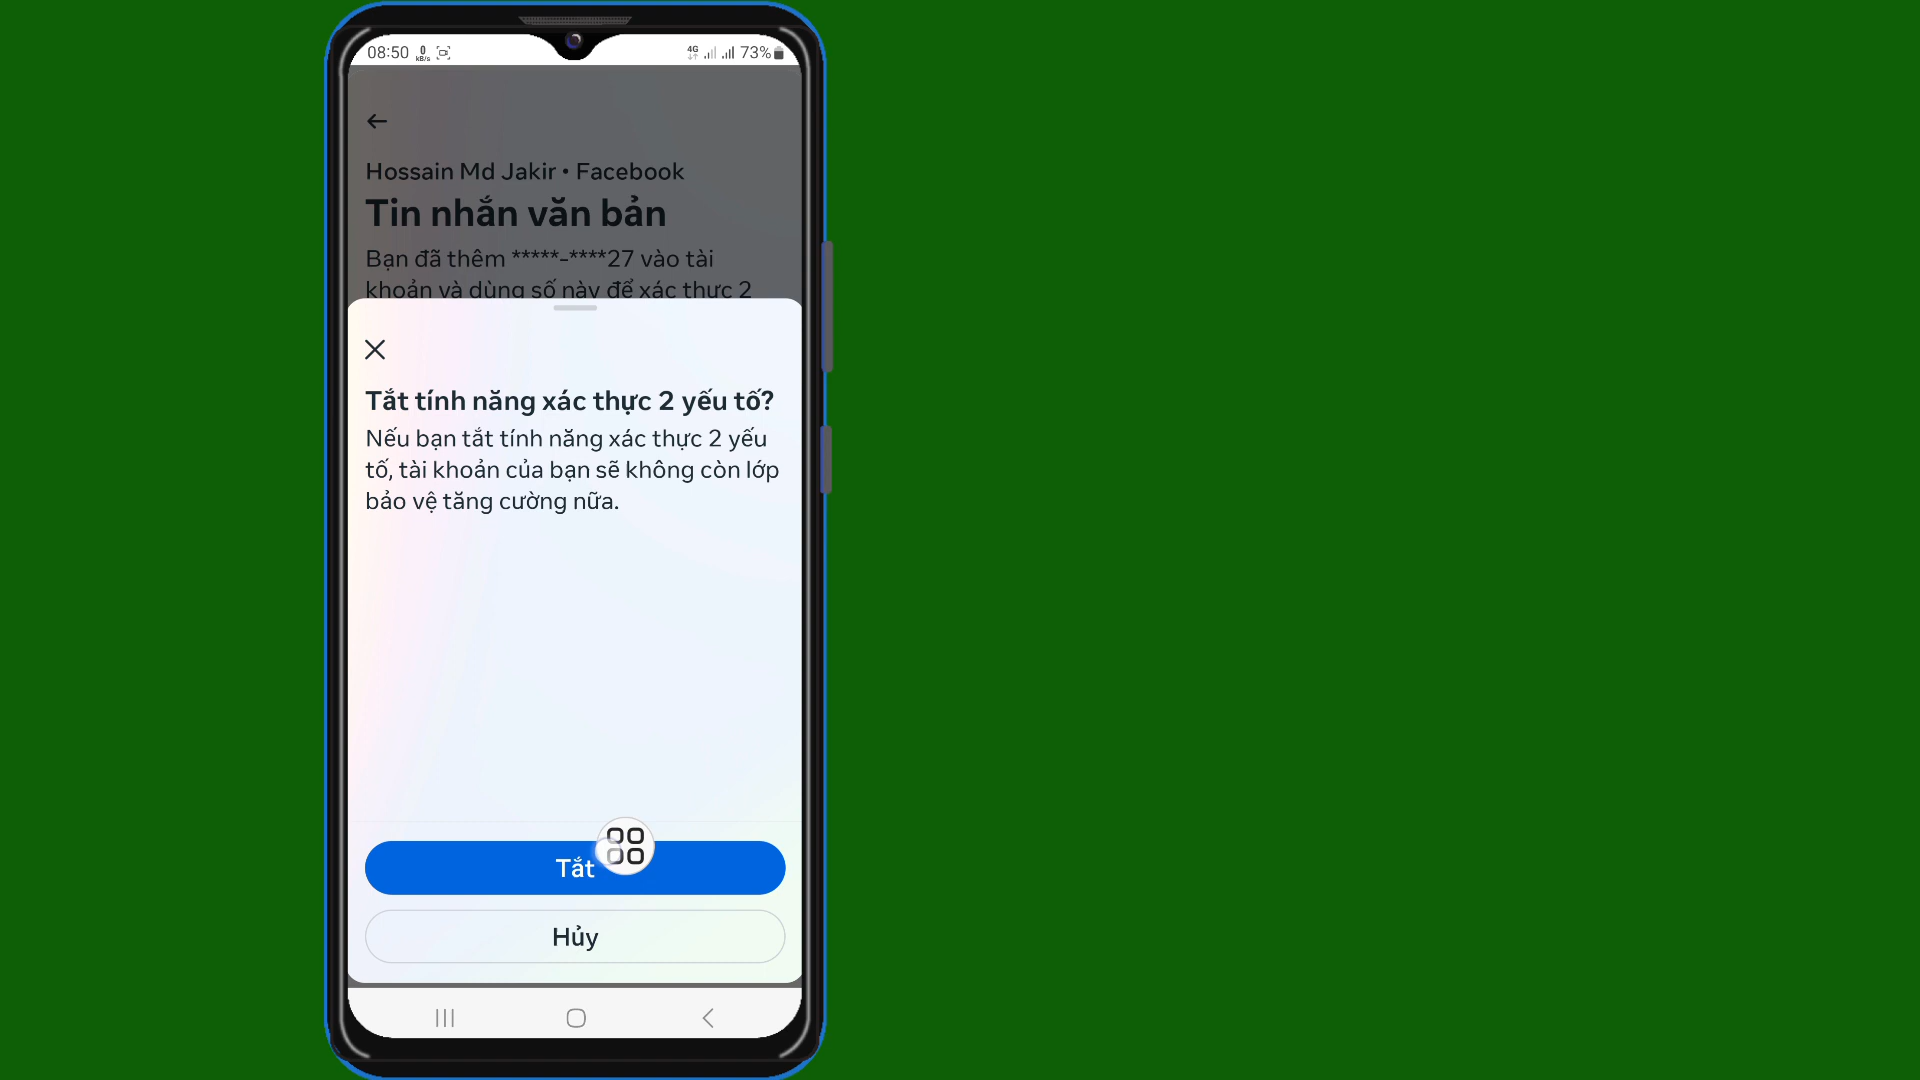 08:50
0
kB/s
4G
73%
Hossain Md Jakir • Facebook
Tin nhắn văn bản
Bạn đã thêm *****-****27 vào tài
khoản và dùng số này để xác thực 2
Tắt tính năng xác thực 2 yếu tố?
Nếu bạn tắt tính năng xác thực 2 yếu
tố, tài khoản của bạn sẽ không còn lớp
bảo vệ tăng cường nữa.
Tắt
Hủy